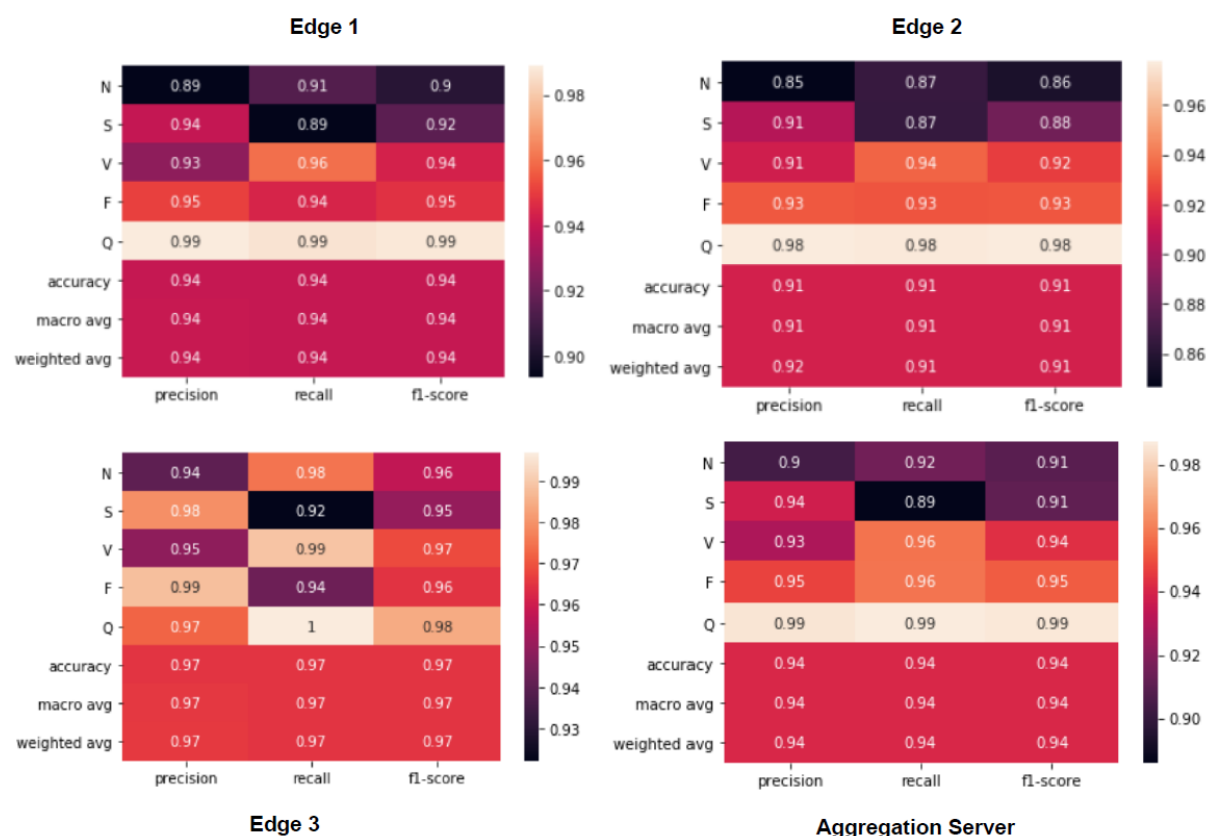 Edge 1
N 0.89 0.91 0.9
S 0.94 0.89 0.92
V 0.93 0.96 0.94
F 0.95 0.94 0.95
Q 0.99 0.99 0.99
accuracy 0.94 0.94 0.94
macro avg 0.94 0.94 0.94
weighted avg 0.94 0.94 0.94
precision recall f1-score
0.98
0.96
0.94
0.92
0.90
Edge 2
N 0.85 0.87 0.86
S 0.91 0.87 0.88
V 0.91 0.94 0.92
F 0.93 0.93 0.93
Q 0.98 0.98 0.98
accuracy 0.91 0.91 0.91
macro avg 0.91 0.91 0.91
weighted avg 0.92 0.91 0.91
precision recall f1-score
0.96
0.94
0.92
0.90
0.88
0.86
N 0.94 0.98 0.96
S 0.98 0.92 0.95
V 0.95 0.99 0.97
F 0.99 0.94 0.96
Q 0.97 1 0.98
accuracy 0.97 0.97 0.97
macro avg 0.97 0.97 0.97
weighted avg 0.97 0.97 0.97
precision recall f1-score
0.99
0.98
0.97
0.96
0.95
0.94
0.93
Edge 3
N 0.9 0.92 0.91
S 0.94 0.89 0.91
V 0.93 0.96 0.94
F 0.95 0.96 0.95
Q 0.99 0.99 0.99
accuracy 0.94 0.94 0.94
macro avg 0.94 0.94 0.94
weighted avg 0.94 0.94 0.94
precision recall f1-score
0.98
0.96
0.94
0.92
0.90
Aggregation Server